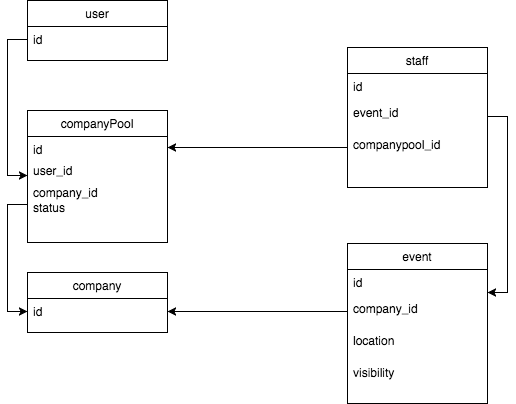 user
id
companyPool
id
user_id
company_id
status
company
id
staff
id
event_id
companypool_id
event
id
company_id
location
visibility